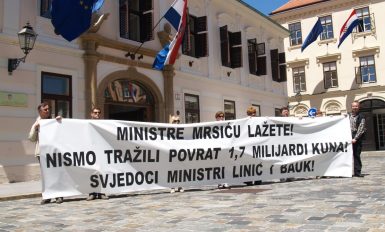 MINISTRE MRSIĆU LAŽETE!
NISMO TRAŽILI POVRAT 1,7 MILIJARDI KUNA!
SVJEDOCI MINISTRI LINIĆ I BAUK!